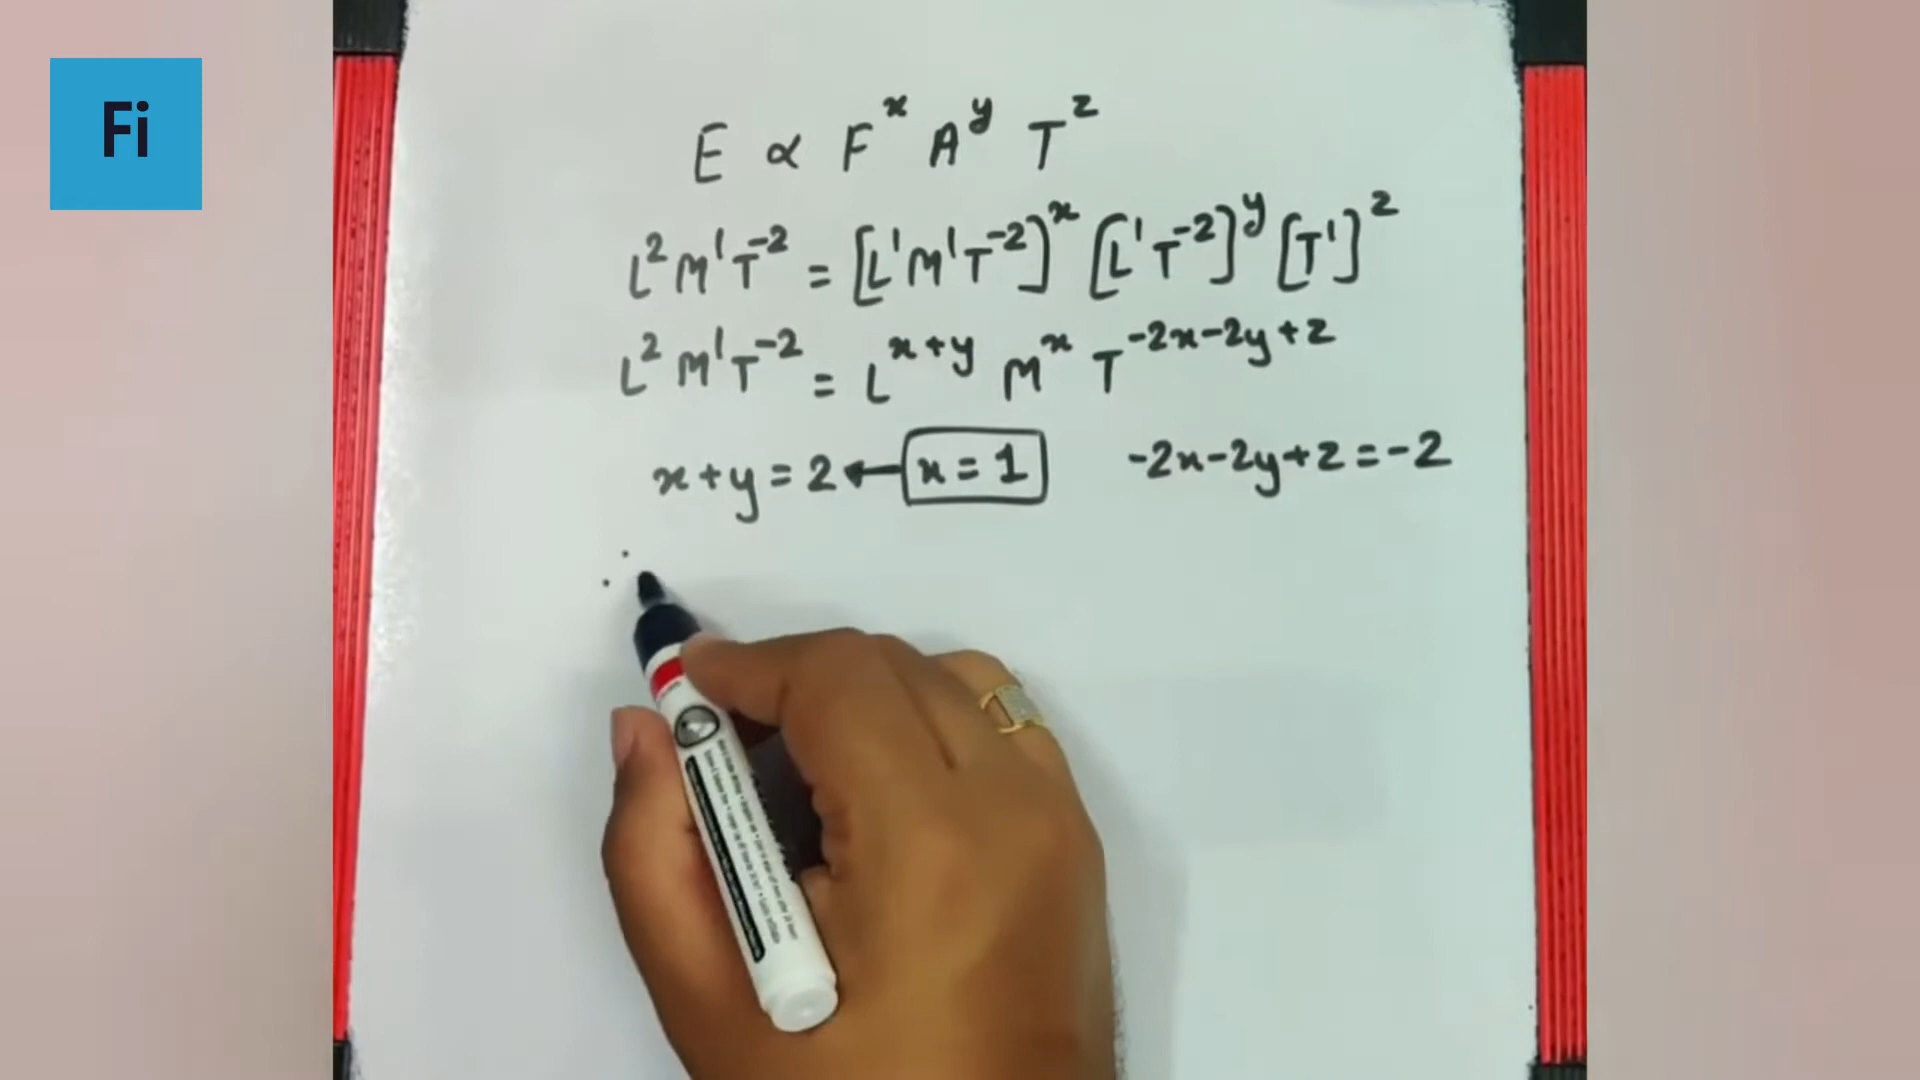 Fi
E ∝ F^x A^y T^z
L^2 M^1 T^-2 = [L^1 M^1 T^-2]^x [L^1 T^-2]^y [T^1]^z
L^2 M^1 T^-2 = L^x+y M^x T^-2x-2y+z
x+y=2 ← x=1 -2x-2y+z=-2
∴